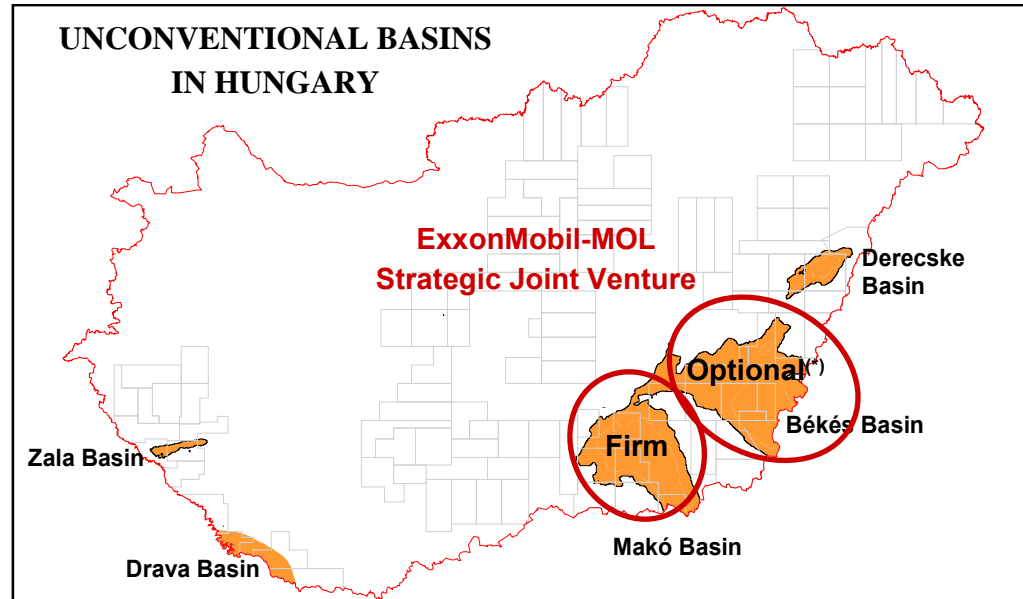 UNCONVENTIONAL BASINS
IN HUNGARY
ExxonMobil-MOL
Strategic Joint Venture
Derecske
Basin
Optional(*)
Békés Basin
Firm
Zala Basin
Makó Basin
Drava Basin